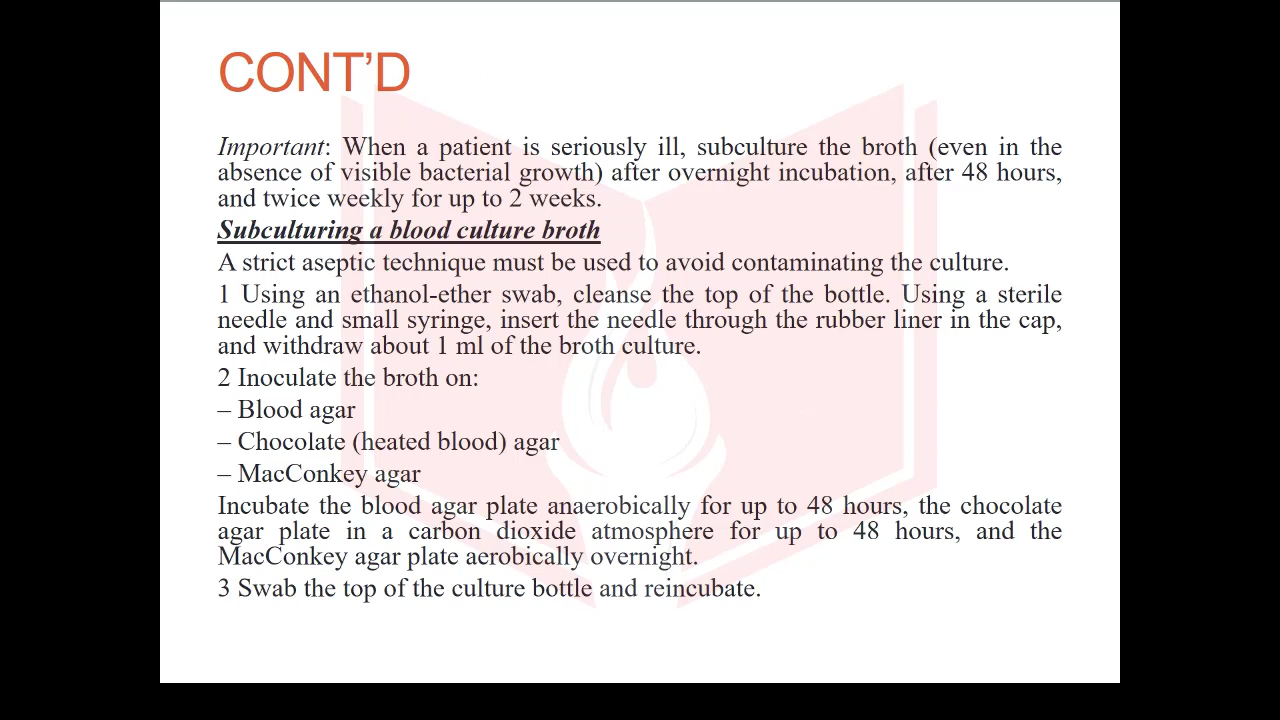 CONT’D
Important: When a patient is seriously ill, subculture the broth (even in the
absence of visible bacterial growth) after overnight incubation, after 48 hours,
and twice weekly for up to 2 weeks.
Subculturing a blood culture broth
A strict aseptic technique must be used to avoid contaminating the culture.
1 Using an ethanol-ether swab, cleanse the top of the bottle. Using a sterile
needle and small syringe, insert the needle through the rubber liner in the cap,
and withdraw about 1 ml of the broth culture.
2 Inoculate the broth on:
– Blood agar
– Chocolate (heated blood) agar
– MacConkey agar
Incubate the blood agar plate anaerobically for up to 48 hours, the chocolate
agar plate in a carbon dioxide atmosphere for up to 48 hours, and the
MacConkey agar plate aerobically overnight.
3 Swab the top of the culture bottle and reincubate.